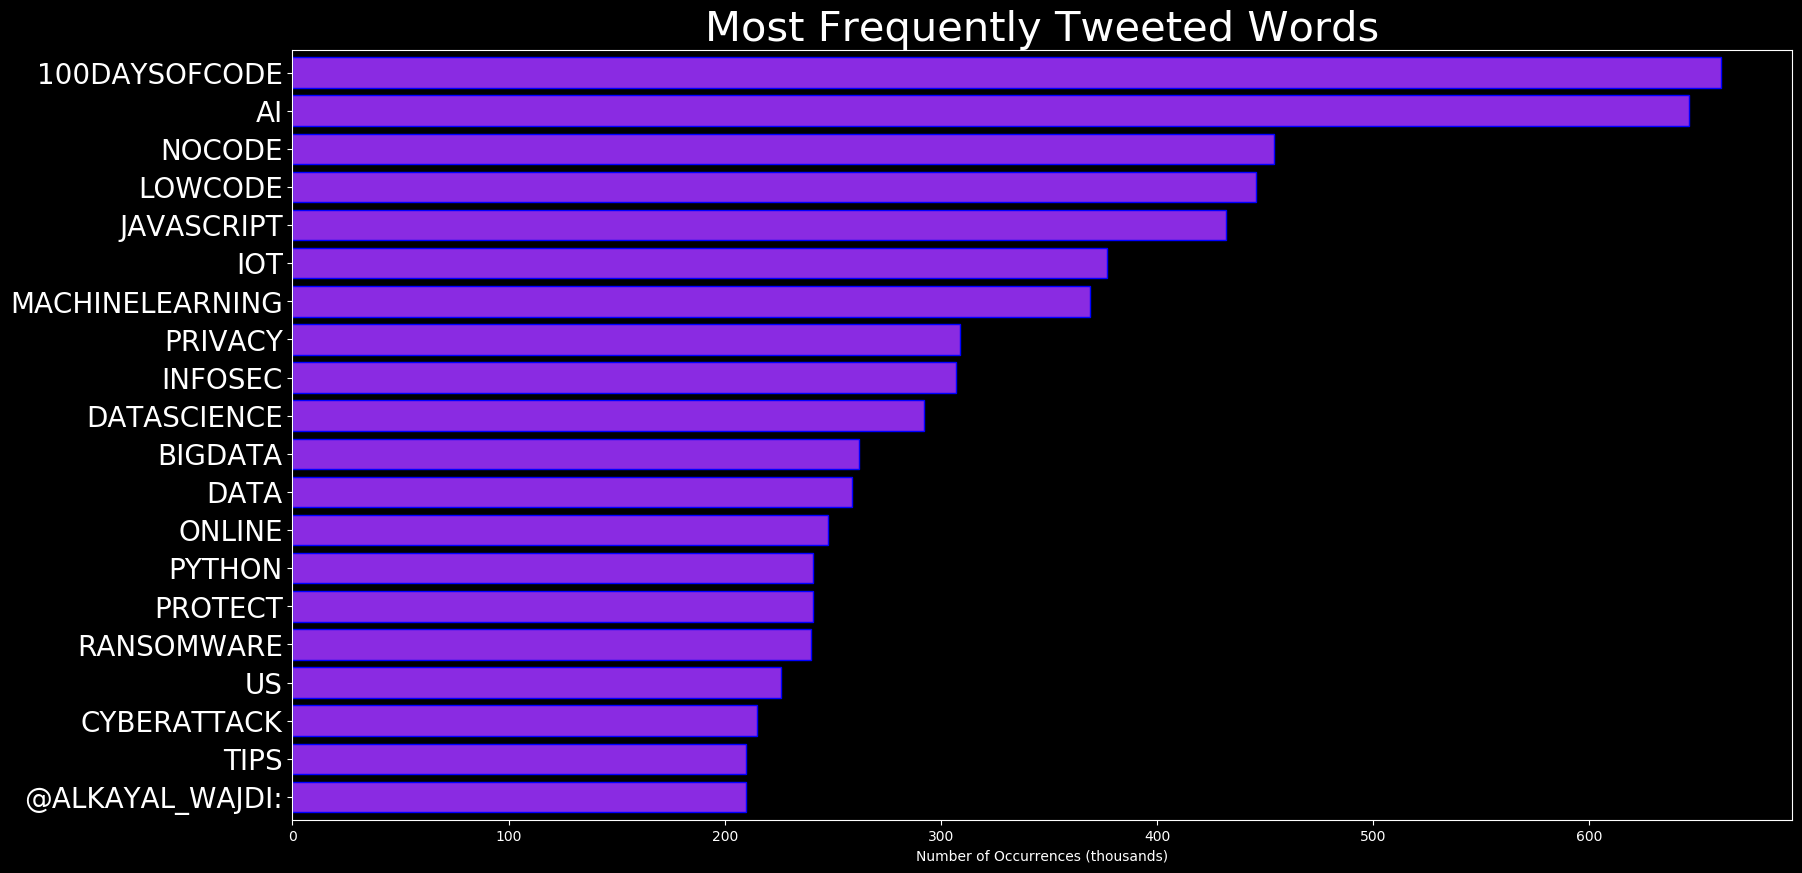 Most Frequently Tweeted Words
100DAYSOFCODE
AI
NOCODE
LOWCODE
JAVASCRIPT
IOT
MACHINELEARNING
PRIVACY
INFOSEC
DATASCIENCE
BIGDATA
DATA
ONLINE
PYTHON
PROTECT
RANSOMWARE
US
CYBERATTACK
TIPS
@ALKAYAL_WAJDI:
0 100 200 300 400 500 600
Number of Occurrences (thousands)